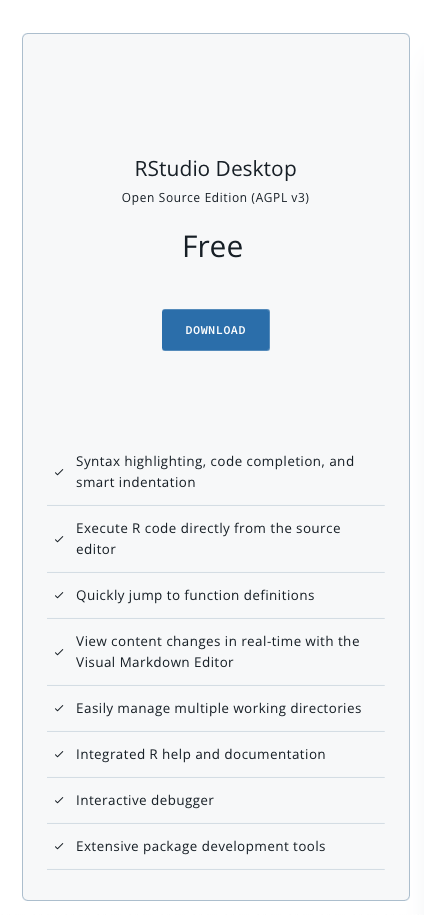 RStudio Desktop
Open Source Edition (AGPL v3)
Free
DOWNLOAD
Syntax highlighting, code completion, and
smart indentation
Execute R code directly from the source
editor
Quickly jump to function definitions
View content changes in real-time with the
Visual Markdown Editor
Easily manage multiple working directories
Integrated R help and documentation
Interactive debugger
Extensive package development tools